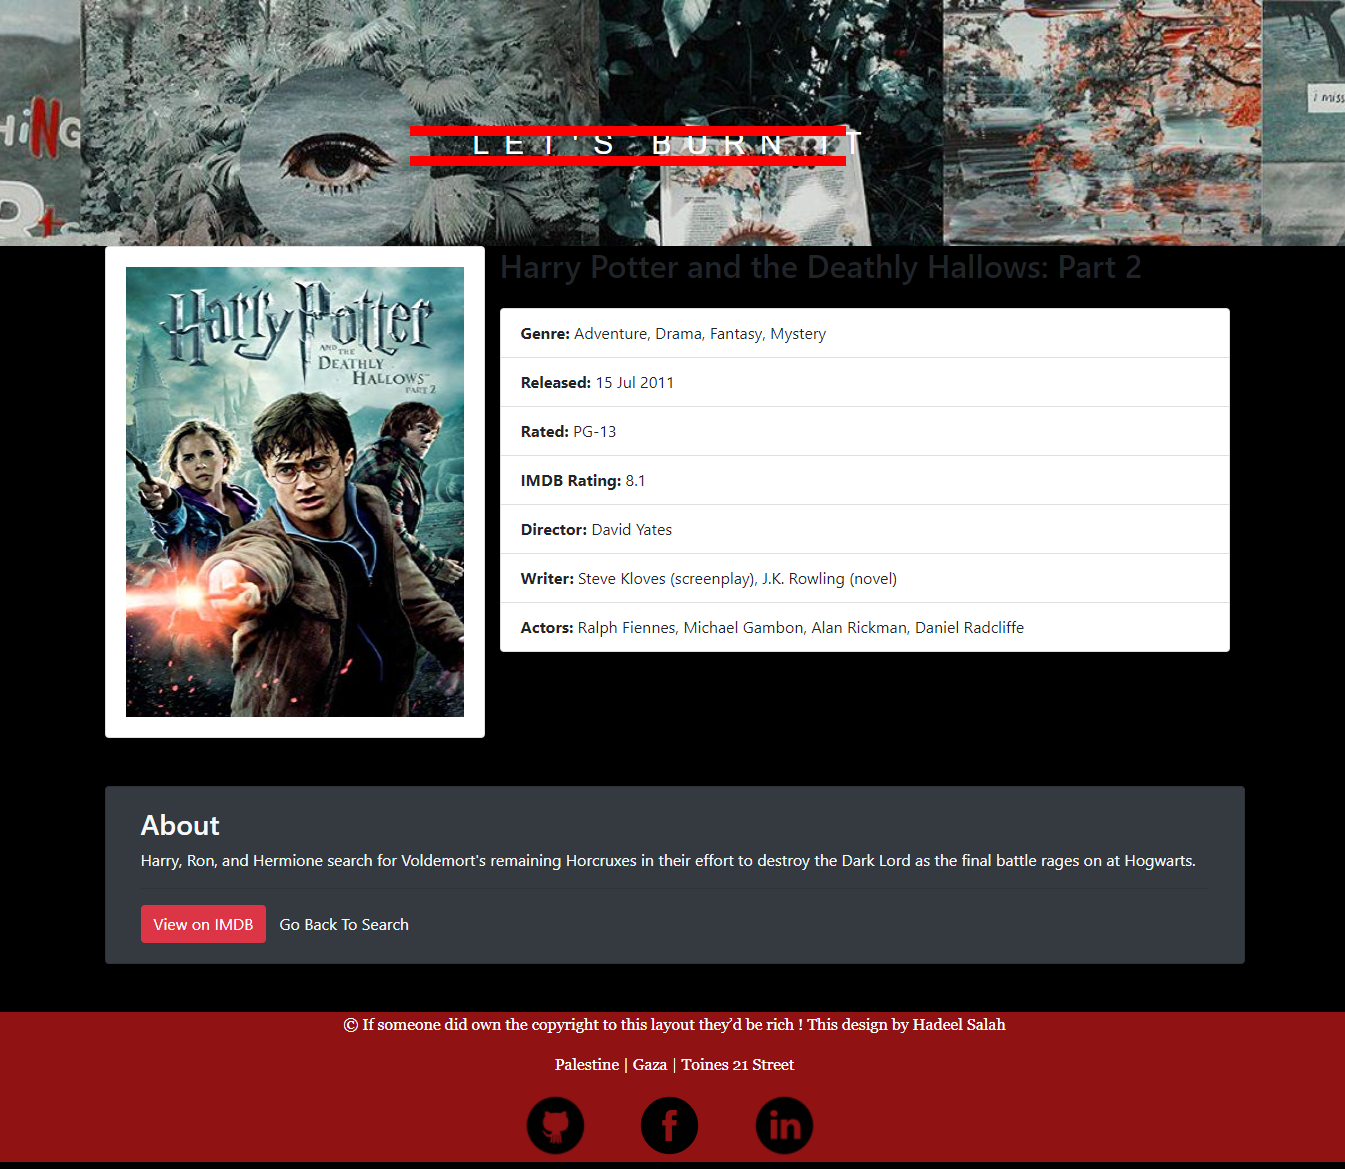 HiNG
R+
i miss
LET'S BURN IT
Harry Potter and the Deathly Hallows: Part 2
Harry Potter
AND THE
DEATHLY
HALLOWS
PART 2
Genre: Adventure, Drama, Fantasy, Mystery
Released: 15 Jul 2011
Rated: PG-13
IMDB Rating: 8.1
Director: David Yates
Writer: Steve Kloves (screenplay), J.K. Rowling (novel)
Actors: Ralph Fiennes, Michael Gambon, Alan Rickman, Daniel Radcliffe
About
Harry, Ron, and Hermione search for Voldemort's remaining Horcruxes in their effort to destroy the Dark Lord as the final battle rages on at Hogwarts.
View on IMDB Go Back To Search
© If someone did own the copyright to this layout they’d be rich ! This design by Hadeel Salah
Palestine | Gaza | Toines 21 Street
f in